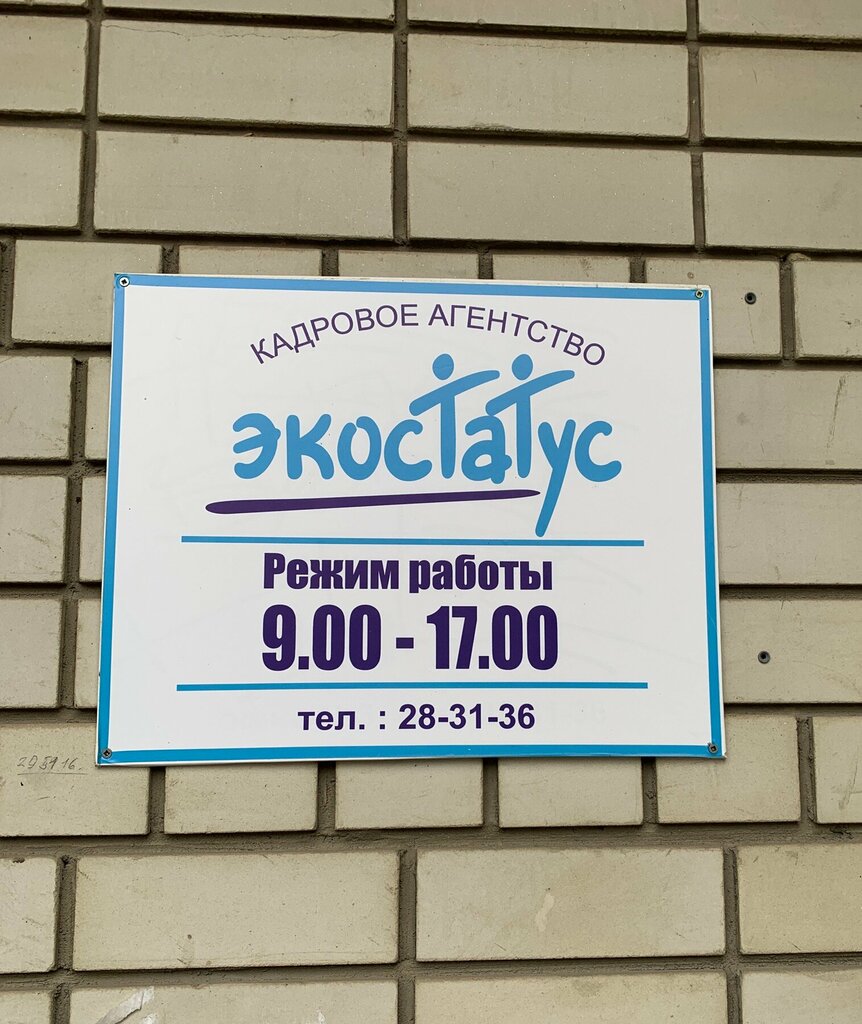 КАДРОВОЕ АГЕНТСТВО
экостатус
Режим работы
9.00 - 17.00
тел. : 28-31-36